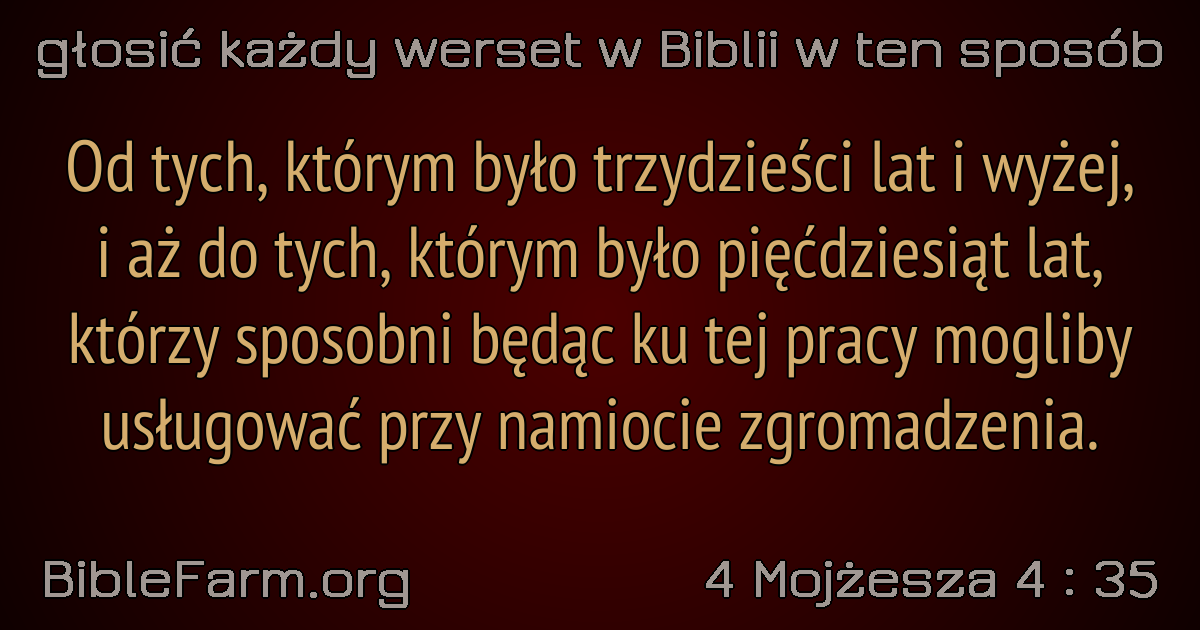 głosić każdy werset w Biblii w ten sposób
Od tych, którym było trzydzieści lat i wyżej,
i aż do tych, którym było pięćdziesiąt lat,
którzy sposobni będąc ku tej pracy mogliby
usługować przy namiocie zgromadzenia.
BibleFarm.org
4 Mojżesza 4 : 35